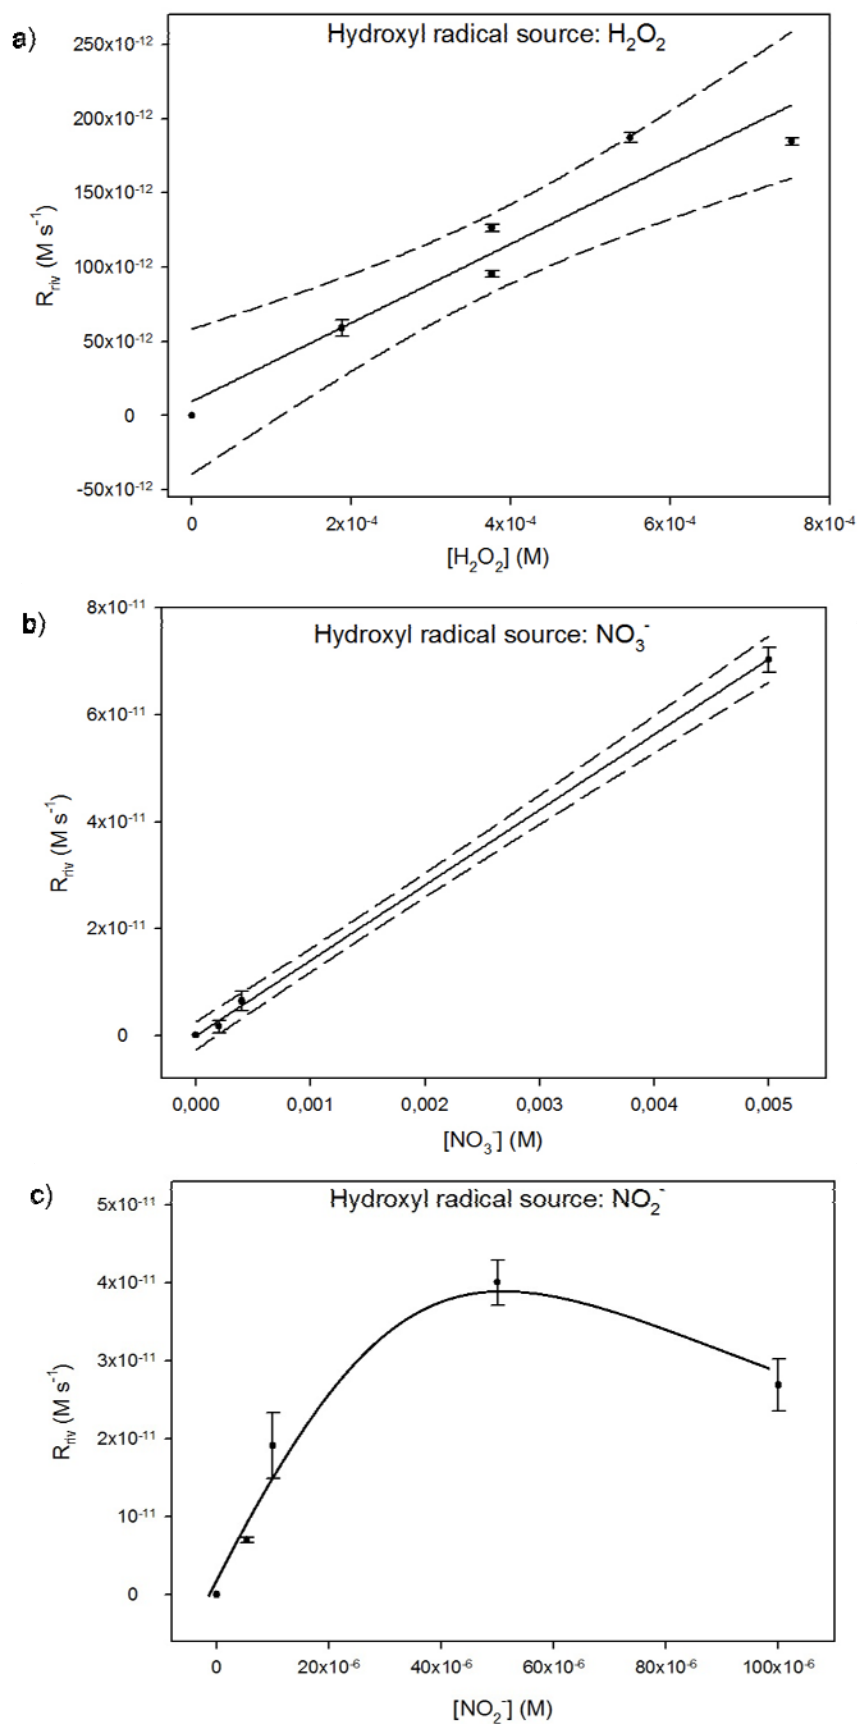 a)
Hydroxyl radical source: H₂O₂
250x10⁻¹²
200x10⁻¹²
150x10⁻¹²
100x10⁻¹²
50x10⁻¹²
0
-50x10⁻¹²
Rriv (M s⁻¹)
0 2x10⁻⁴ 4x10⁻⁴ 6x10⁻⁴ 8x10⁻⁴
[H₂O₂] (M)
b)
Hydroxyl radical source: NO₃⁻
8x10⁻¹¹
6x10⁻¹¹
4x10⁻¹¹
2x10⁻¹¹
0
Rriv (M s⁻¹)
0,000 0,001 0,002 0,003 0,004 0,005
[NO₃⁻] (M)
c)
Hydroxyl radical source: NO₂⁻
5x10⁻¹¹
4x10⁻¹¹
3x10⁻¹¹
2x10⁻¹¹
10⁻¹¹
0
Rriv (M s⁻¹)
0 20x10⁻⁶ 40x10⁻⁶ 60x10⁻⁶ 80x10⁻⁶ 100x10⁻⁶
[NO₂⁻] (M)